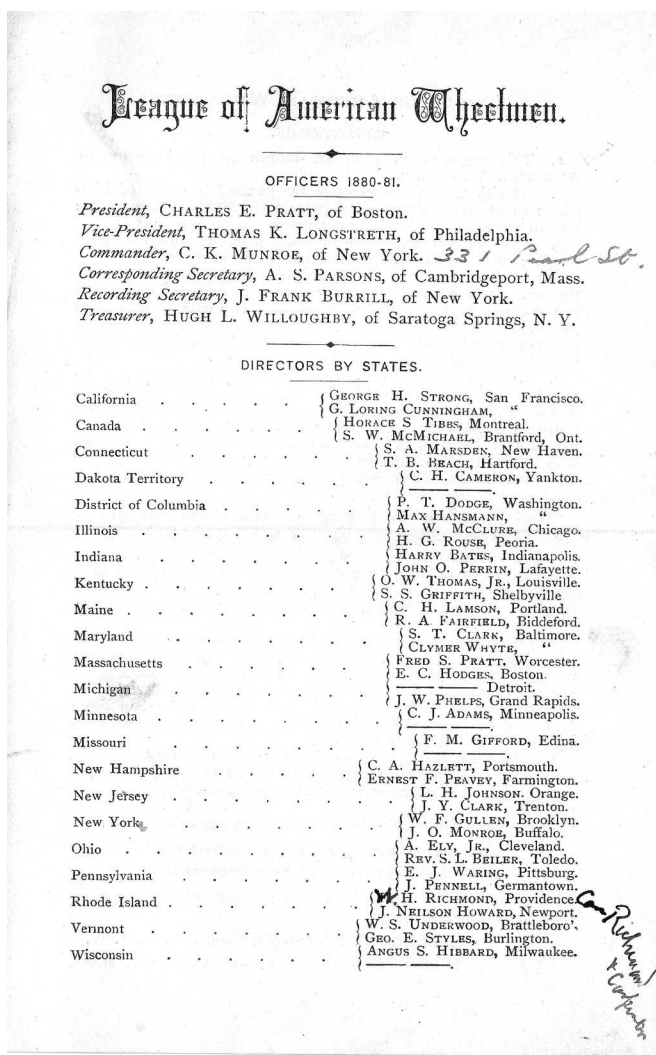 League of American Wheelmen.
OFFICERS 1880-81.
President, CHARLES E. PRATT, of Boston.
Vice-President, THOMAS K. LONGSTRETH, of Philadelphia.
Commander, C. K. MUNROE, of New York. 331 Pearl St.
Corresponding Secretary, A. S. PARSONS, of Cambridgeport, Mass.
Recording Secretary, J. FRANK BURRILL, of New York.
Treasurer, HUGH L. WILLOUGHBY, of Saratoga Springs, N. Y.
DIRECTORS BY STATES.
California . . . . . { GEORGE H. STRONG, San Francisco.
G. LORING CUNNINGHAM, "
Canada . . . . . { HORACE S TIBBS, Montreal.
S. W. MCMICHAEL, Brantford, Ont.
Connecticut . . . . . { S. A. MARSDEN, New Haven.
T. B. BEACH, Hartford.
Dakota Territory . . . . . { C. H. CAMERON, Yankton.
—— ——.
District of Columbia . . . . . { P. T. DODGE, Washington.
MAX HANSMANN, "
Illinois . . . . . { A. W. MCCLURE, Chicago.
H. G. ROUSE, Peoria.
Indiana . . . . . { HARRY BATES, Indianapolis.
JOHN O. PERRIN, Lafayette.
Kentucky . . . . . { O. W. THOMAS, JR., Louisville.
S. S. GRIFFITH, Shelbyville
Maine . . . . . { C. H. LAMSON, Portland.
R. A. FAIRFIELD, Biddeford.
Maryland . . . . . { S. T. CLARK, Baltimore.
CLYMER WHYTE, "
Massachusetts . . . . . { FRED S. PRATT, Worcester.
E. C. HODGES, Boston.
Michigan . . . . . { —— —— Detroit.
J. W. PHELPS, Grand Rapids.
Minnesota . . . . . { C. J. ADAMS, Minneapolis.
—— ——.
Missouri . . . . . { F. M. GIFFORD, Edina.
—— ——.
New Hampshire . . . . . { C. A. HAZLETT, Portsmouth.
ERNEST F. PEAVEY, Farmington.
New Jersey . . . . . { L. H. JOHNSON. Orange.
J. Y. CLARK, Trenton.
New York . . . . . { W. F. GULLEN, Brooklyn.
J. O. MONROE, Buffalo.
Ohio . . . . . { A. ELY, JR., Cleveland.
REV. S. L. BEILER, Toledo.
Pennsylvania . . . . . { E. J. WARING, Pittsburg.
J. PENNELL, Germantown.
Rhode Island . . . . . { W. H. RICHMOND, Providence.
J. NEILSON HOWARD, Newport.
Vermont . . . . . { W. S. UNDERWOOD, Brattleboro'.
GEO. E. STYLES, Burlington.
Wisconsin . . . . . { ANGUS S. HIBBARD, Milwaukee.
—— ——.